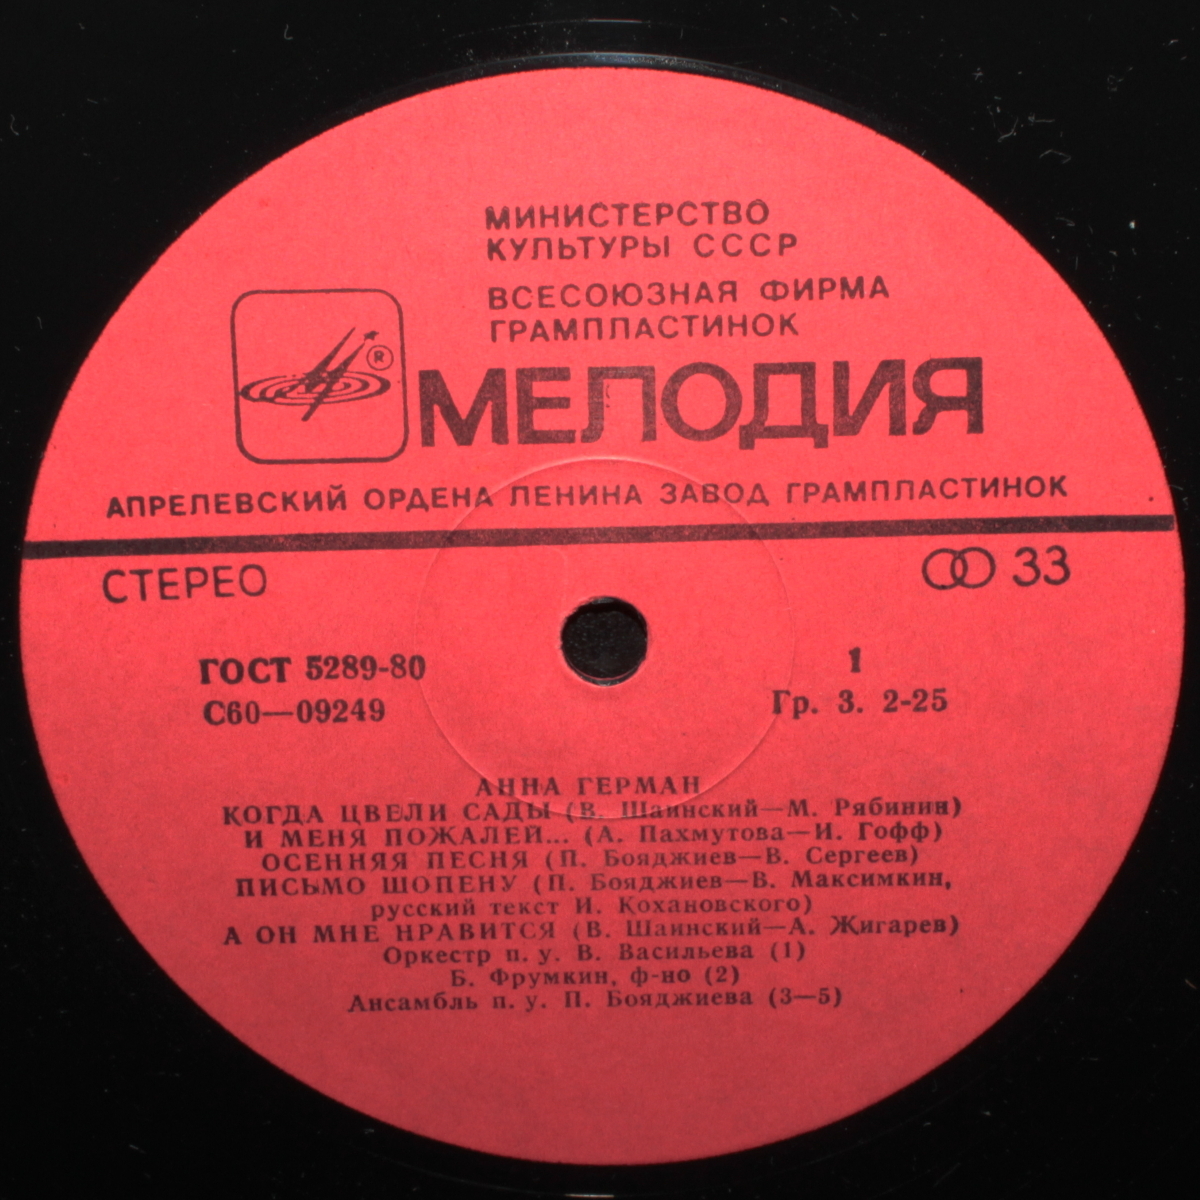 МИНИСТЕРСТВО
КУЛЬТУРЫ СССР
ВСЕСОЮЗНАЯ ФИРМА
ГРАМПЛАСТИНОК
®
МЕЛОДИЯ
АПРЕЛЕВСКИЙ ОРДЕНА ЛЕНИНА ЗАВОД ГРАМПЛАСТИНОК
СТЕРЕО
33
ГОСТ 5289-80
С60—09249
1
Гр. 3. 2-25
АННА ГЕРМАН
КОГДА ЦВЕЛИ САДЫ (В. Шаинский—М. Рябинин)
И МЕНЯ ПОЖАЛЕЙ... (А. Пахмутова—И. Гофф)
ОСЕННЯЯ ПЕСНЯ (П. Бояджиев—В. Сергеев)
ПИСЬМО ШОПЕНУ (П. Бояджиев—В. Максимкин,
русский текст И. Кохановского)
А ОН МНЕ НРАВИТСЯ (В. Шаинский—А. Жигарев)
Оркестр п. у. В. Васильева (1)
Б. Фрумкин, ф-но (2)
Ансамбль п. у. П. Бояджиева (3—5)